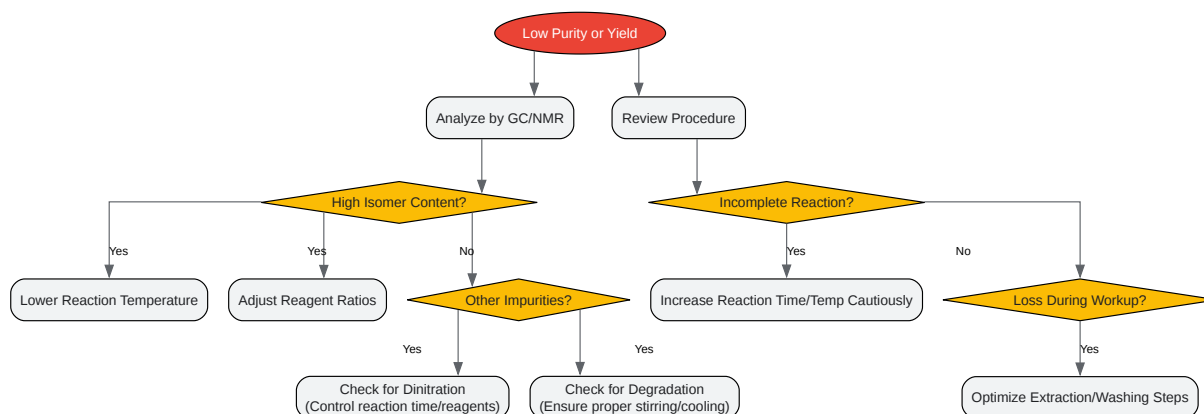 Low Purity or Yield
Analyze by GC/NMR
Review Procedure
High Isomer Content?
Incomplete Reaction?
Yes
Yes
No
Yes
No
Lower Reaction Temperature
Adjust Reagent Ratios
Other Impurities?
Increase Reaction Time/Temp Cautiously
Loss During Workup?
Yes
Yes
Yes
Check for Dinitration
(Control reaction time/reagents)
Check for Degradation
(Ensure proper stirring/cooling)
Optimize Extraction/Washing Steps